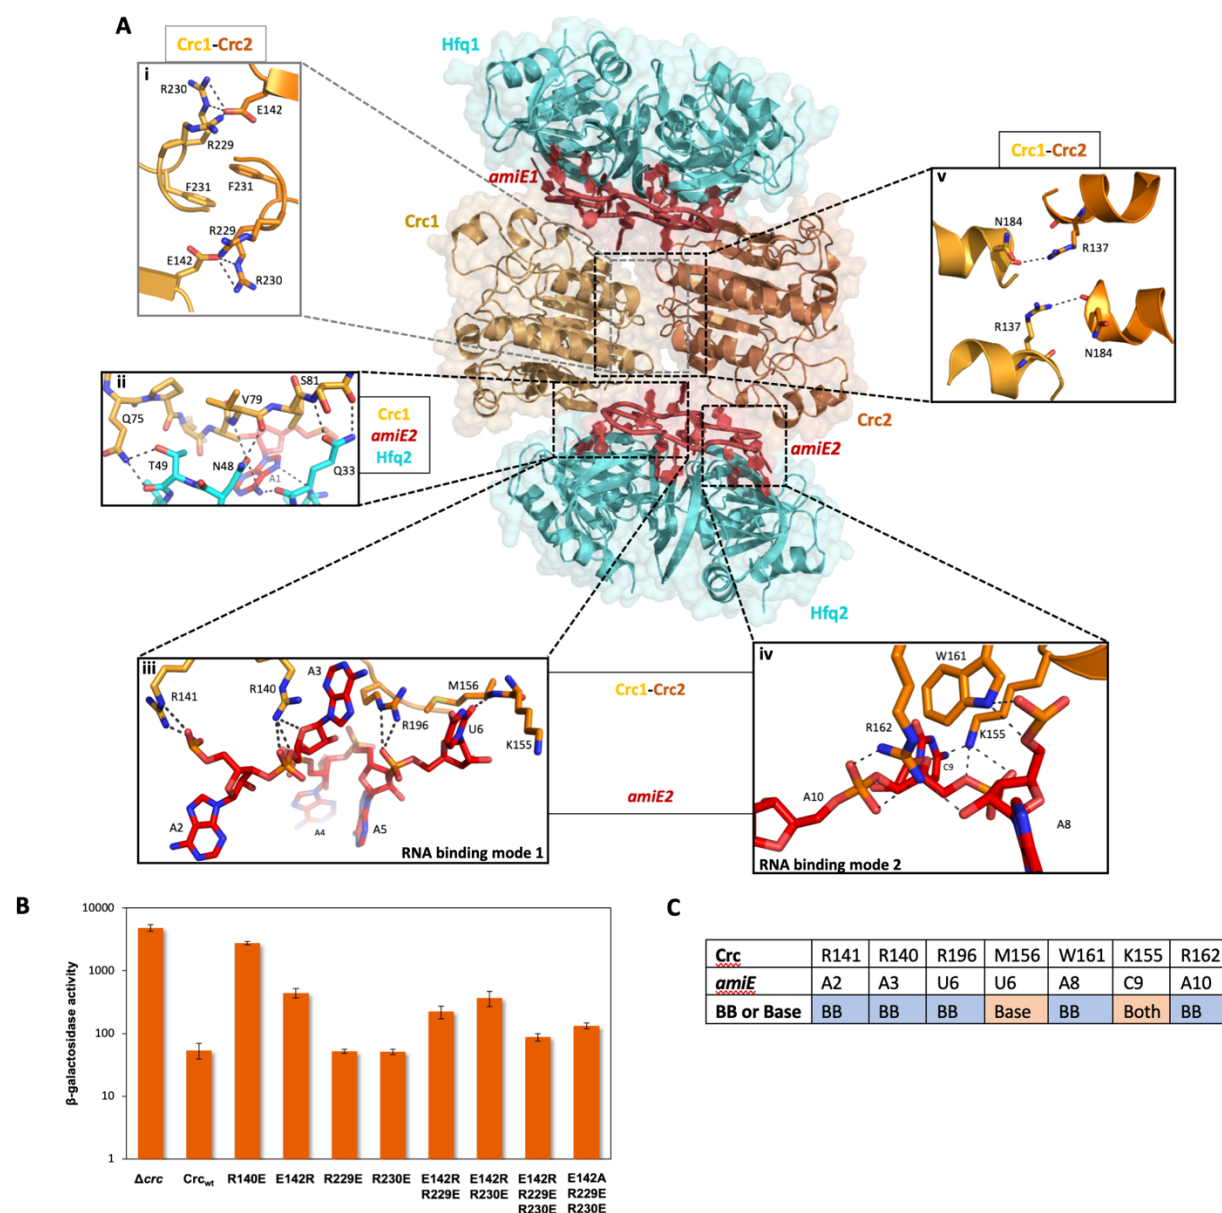 A
Crc1-Crc2
i
R230
E142
R229
F231
F231
R229
E142
R230
Hfq1
amiE1
Crc1
Crc2
amiE2
Hfq2
Crc1-Crc2
v
N184
R137
R137
N184
ii
S81
V79
Q75
T49
N48
A1
Q33
Crc1
amiE2
Hfq2
iii
A3
R141
R140
M156
R196
U6
K155
A2
A4
A5
RNA binding mode 1
Crc1-Crc2
amiE2
iv
W161
R162
K155
C9
A10
A8
RNA binding mode 2
B
β-galactosidase activity
10000
1000
100
10
1
Δcrc Crcwt R140E E142R R229E R230E E142R E142R E142R E142A
R229E R230E R229E R229E
R230E R230E
C
Crc R141 R140 R196 M156 W161 K155 R162
amiE A2 A3 U6 U6 A8 C9 A10
BB or Base BB BB BB Base BB Both BB